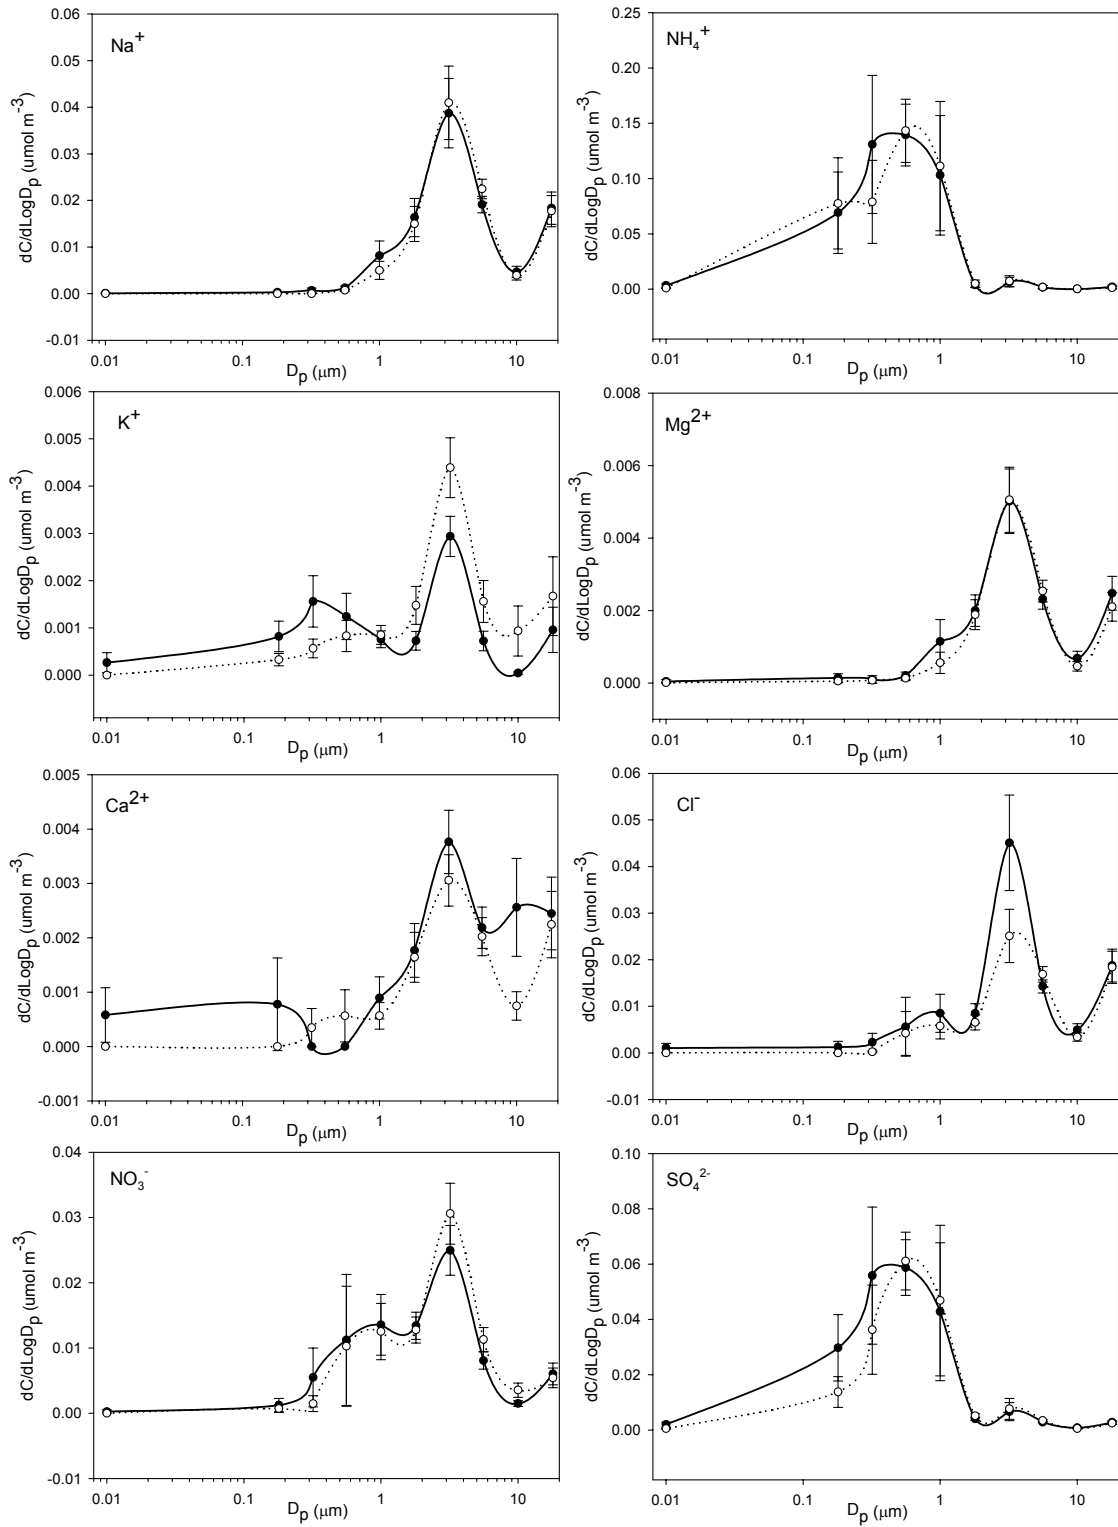 Na⁺
dC/dLogDₚ (umol m⁻³)
0.06
0.05
0.04
0.03
0.02
0.01
0.00
-0.01
0.01 0.1 1 10
Dₚ (μm)
NH₄⁺
dC/dLogDₚ (umol m⁻³)
0.25
0.20
0.15
0.10
0.05
0.00
0.01 0.1 1 10
Dₚ (μm)
K⁺
dC/dLogDₚ (umol m⁻³)
0.006
0.005
0.004
0.003
0.002
0.001
0.000
0.01 0.1 1 10
Dₚ (μm)
Mg²⁺
dC/dLogDₚ (umol m⁻³)
0.008
0.006
0.004
0.002
0.000
0.01 0.1 1 10
Dₚ (μm)
Ca²⁺
dC/dLogDₚ (umol m⁻³)
0.005
0.004
0.003
0.002
0.001
0.000
-0.001
0.01 0.1 1 10
Dₚ (μm)
Cl⁻
dC/dLogDₚ (umol m⁻³)
0.06
0.05
0.04
0.03
0.02
0.01
0.00
-0.01
0.01 0.1 1 10
Dₚ (μm)
NO₃⁻
dC/dLogDₚ (umol m⁻³)
0.04
0.03
0.02
0.01
0.00
-0.01
0.01 0.1 1 10
Dₚ (μm)
SO₄²⁻
dC/dLogDₚ (umol m⁻³)
0.10
0.08
0.06
0.04
0.02
0.00
0.01 0.1 1 10
Dₚ (μm)